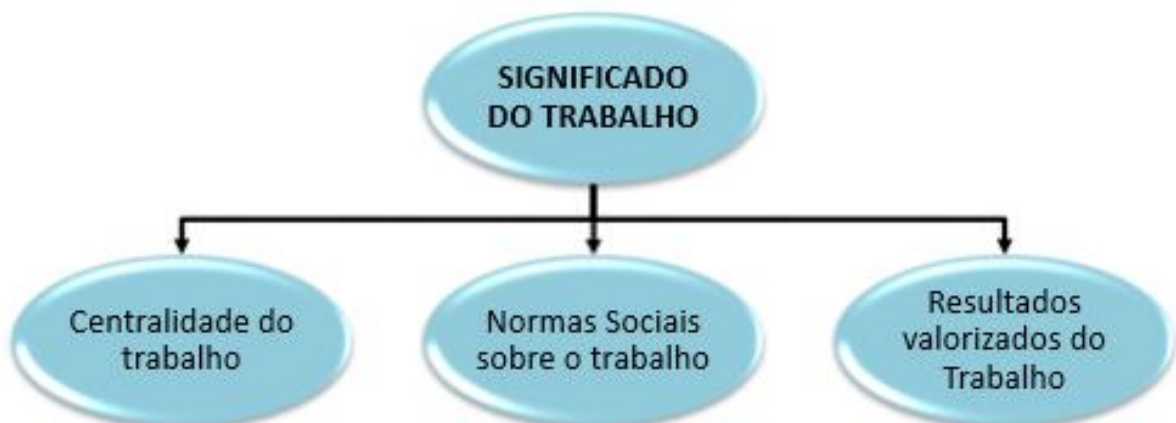 SIGNIFICADO
DO TRABALHO
Centralidade do
trabalho
Normas Sociais
sobre o trabalho
Resultados
valorizados do
Trabalho